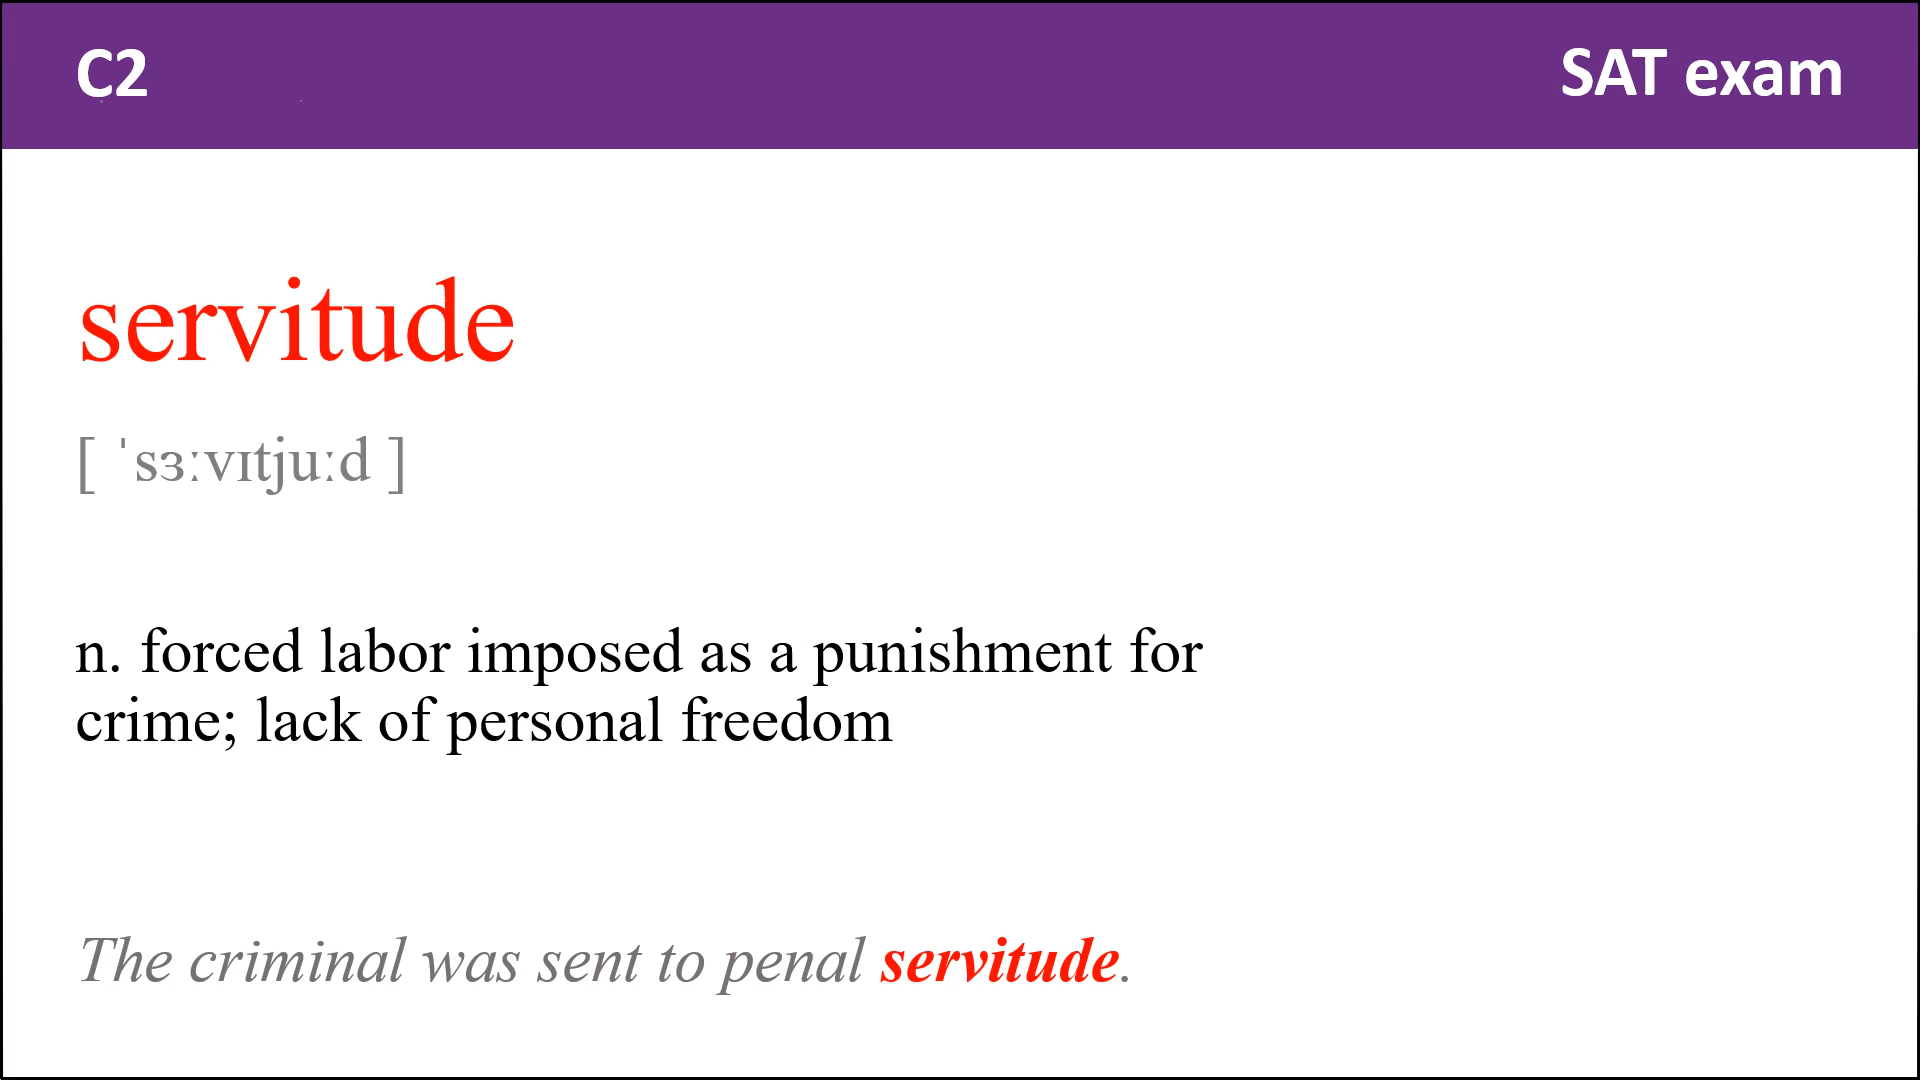 C2
SAT exam
servitude
[ ˈsɜːvɪtjuːd ]
n. forced labor imposed as a punishment for
crime; lack of personal freedom
The criminal was sent to penal servitude.